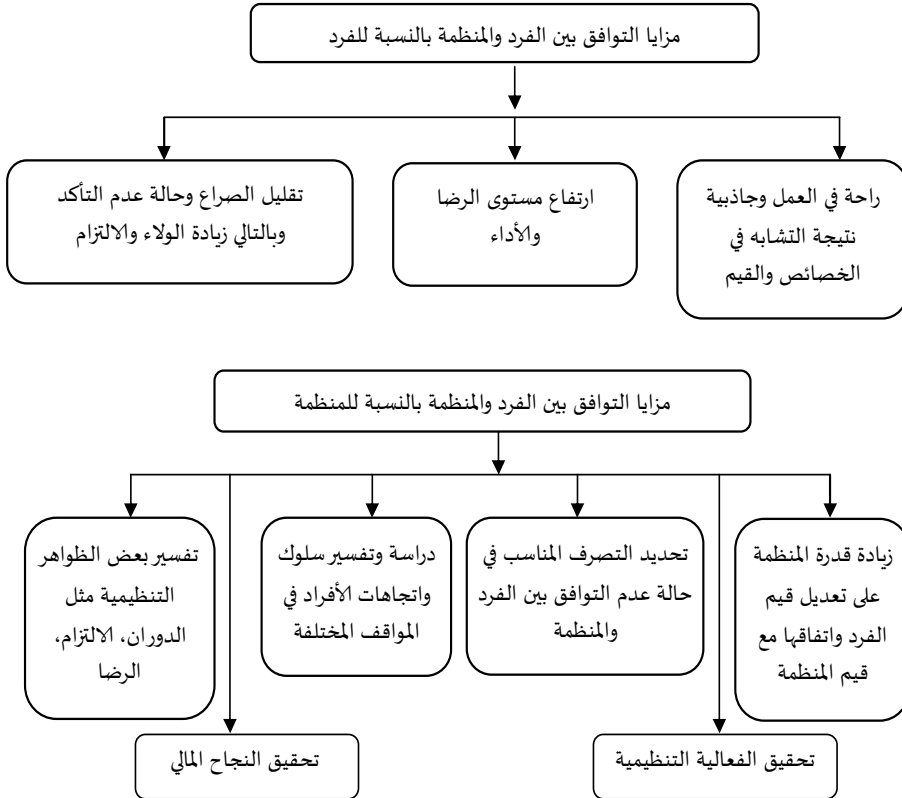 مزايا التوافق بين الفرد والمنظمة بالنسبة للفرد
راحة في العمل وجاذبية
نتيجة التشابه في
الخصائص والقيم
ارتفاع مستوى الرضا
والأداء
تقليل الصراع وحالة عدم التأكد
وبالتالي زيادة الولاء والالتزام
مزايا التوافق بين الفرد والمنظمة بالنسبة للمنظمة
زيادة قدرة المنظمة
على تعديل قيم
الفرد واتفاقها مع
قيم المنظمة
تحديد التصرف المناسب في
حالة عدم التوافق بين الفرد
والمنظمة
دراسة وتفسير سلوك
واتجاهات الأفراد في
المواقف المختلفة
تفسير بعض الظواهر
التنظيمية مثل
الدوران، الالتزام،
الرضا
تحقيق الفعالية التنظيمية
تحقيق النجاح المالي